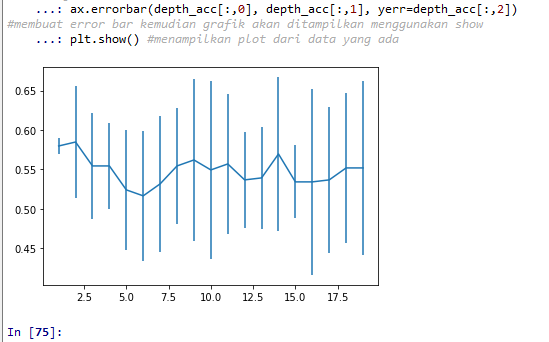 ...: ax.errorbar(depth_acc[:,0], depth_acc[:,1], yerr=depth_acc[:,2])
#membuat error bar kemudian grafik akan ditampilkan menggunakan show
...: plt.show() #menampilkan plot dari data yang ada
0.65
0.60
0.55
0.50
0.45
2.5 5.0 7.5 10.0 12.5 15.0 17.5
In [75]: